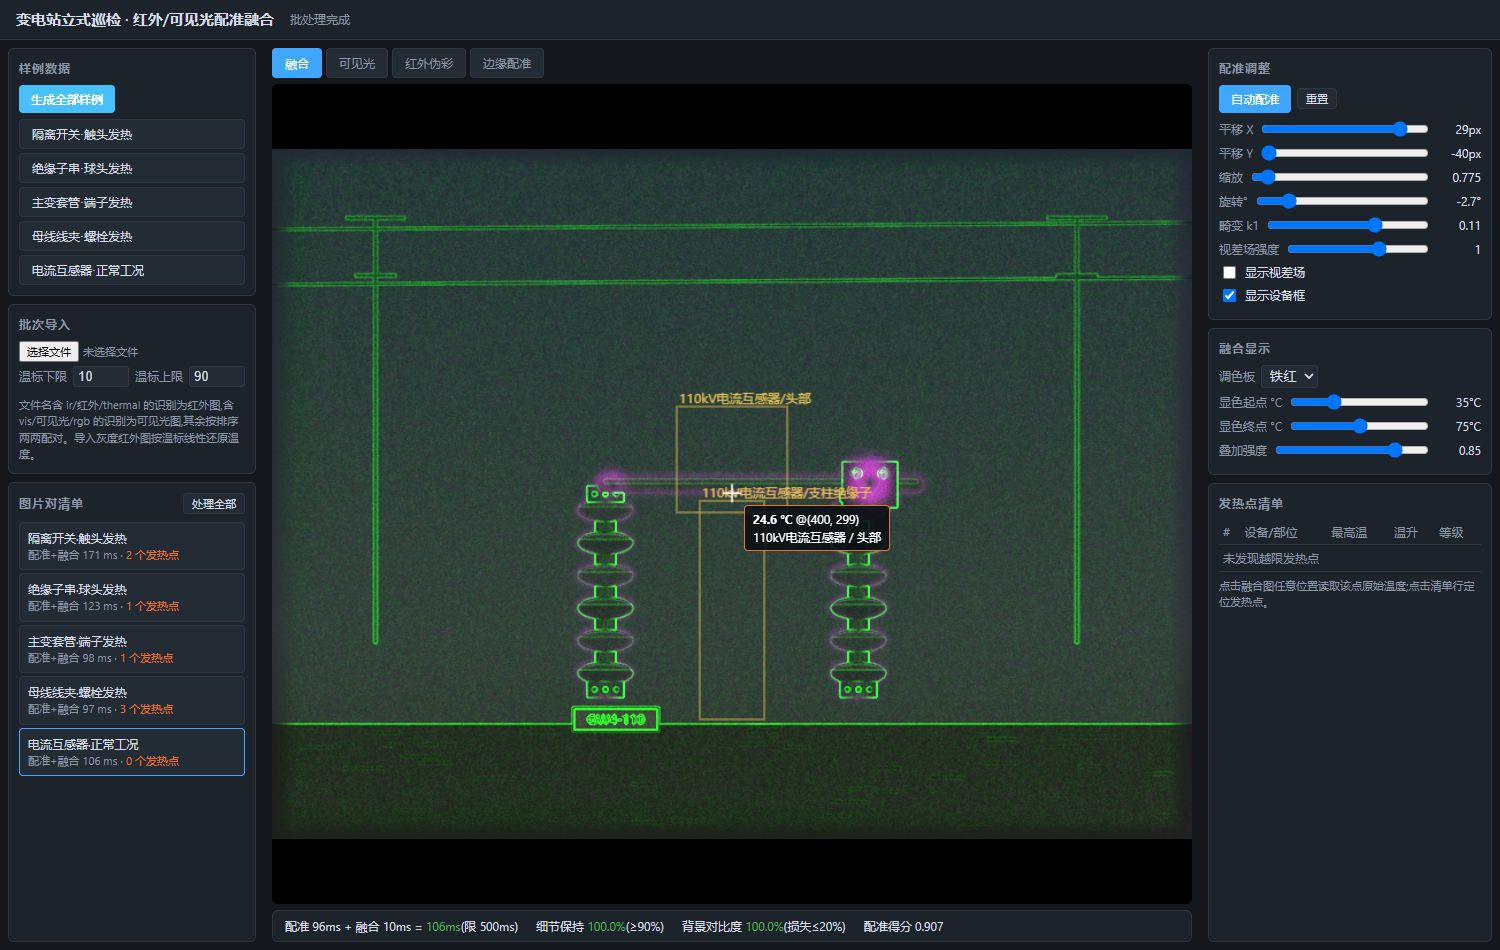 变电站立式巡检 · 红外/可见光配准融合 批处理完成
样例数据
生成全部样例
隔离开关·触头发热
绝缘子串·球头发热
主变套管·端子发热
母线线夹·螺栓发热
电流互感器·正常工况
批次导入
选择文件 未选择文件
温标下限 10 温标上限 90
文件名含 ir/红外/thermal 的识别为红外图,含
vis/可见光/rgb 的识别为可见光图,其余按排序
两两配对。导入灰度红外图按温标线性还原温
度。
图片对清单 处理全部
隔离开关·触头发热
配准+融合 171 ms · 2 个发热点
绝缘子串·球头发热
配准+融合 123 ms · 1 个发热点
主变套管·端子发热
配准+融合 98 ms · 1 个发热点
母线线夹·螺栓发热
配准+融合 97 ms · 3 个发热点
电流互感器·正常工况
配准+融合 106 ms · 0 个发热点
融合 可见光 红外伪彩 边缘配准
110kV电流互感器/头部
110kV电流互感器/支柱绝缘子
24.6 °C @(400, 299)
110kV电流互感器 / 头部
GW4-110
配准 96ms + 融合 10ms = 106ms(限 500ms) 细节保持 100.0%(≥90%) 背景对比度 100.0%(损失≤20%) 配准得分 0.907
配准调整
自动配准 重置
平移 X 29px
平移 Y -40px
缩放 0.775
旋转° -2.7°
畸变 k1 0.11
视差场强度 1
显示视差场
显示设备框
融合显示
调色板 铁红
显色起点 °C 35°C
显色终点 °C 75°C
叠加强度 0.85
发热点清单
# 设备/部位 最高温 温升 等级
未发现越限发热点
点击融合图任意位置读取该点原始温度;点击清单行定
位发热点。